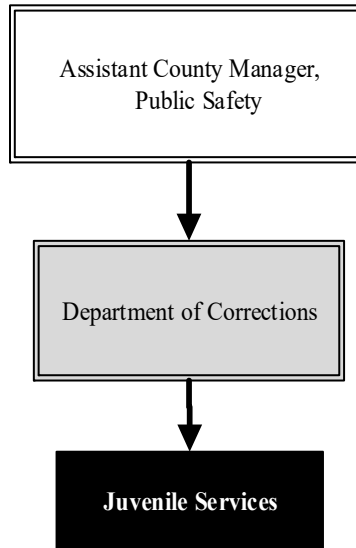 Assistant County Manager,
Public Safety
Department of Corrections
Juvenile Services